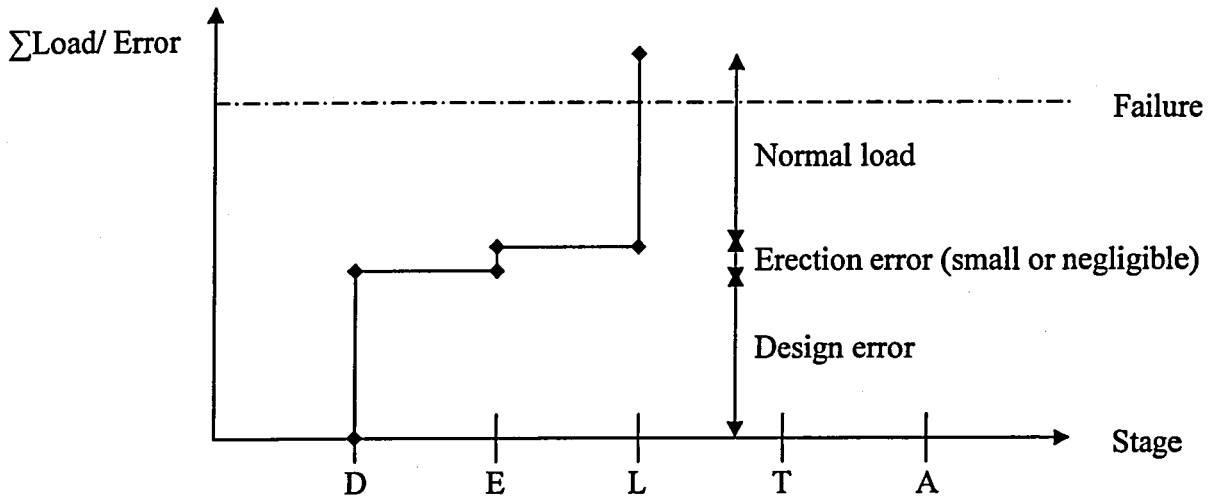 ∑Load/ Error
Failure
Normal load
Erection error (small or negligible)
Design error
Stage
D E L T A